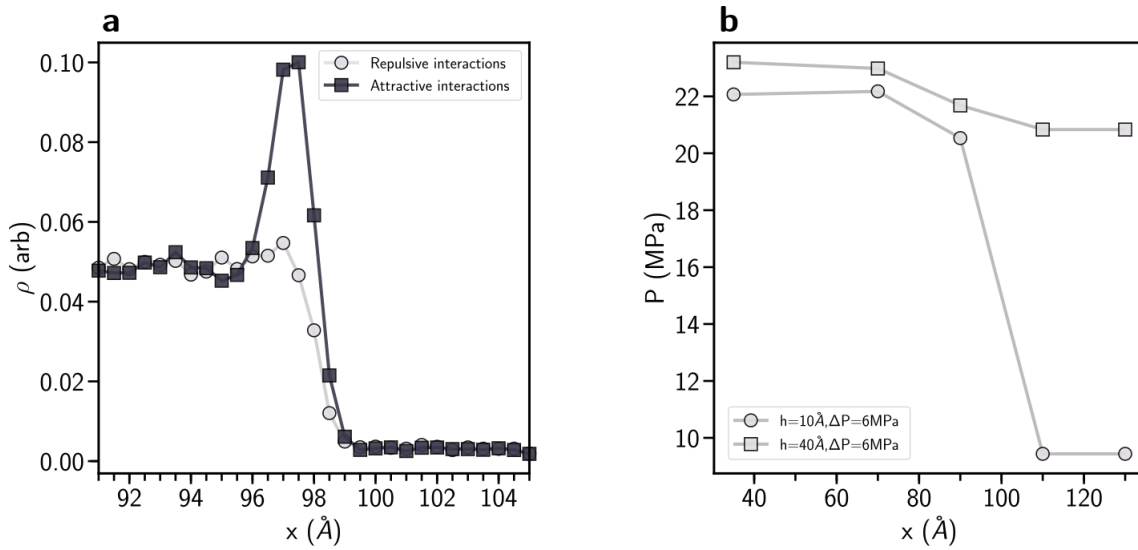 a
0.10
0.08
0.06
0.04
0.02
0.00
ρ (arb)
92 94 96 98 100 102 104
x (Å)
Repulsive interactions
Attractive interactions
b
22
20
18
16
14
12
10
P (MPa)
40 60 80 100 120
x (Å)
h=10Å,ΔP=6MPa
h=40Å,ΔP=6MPa